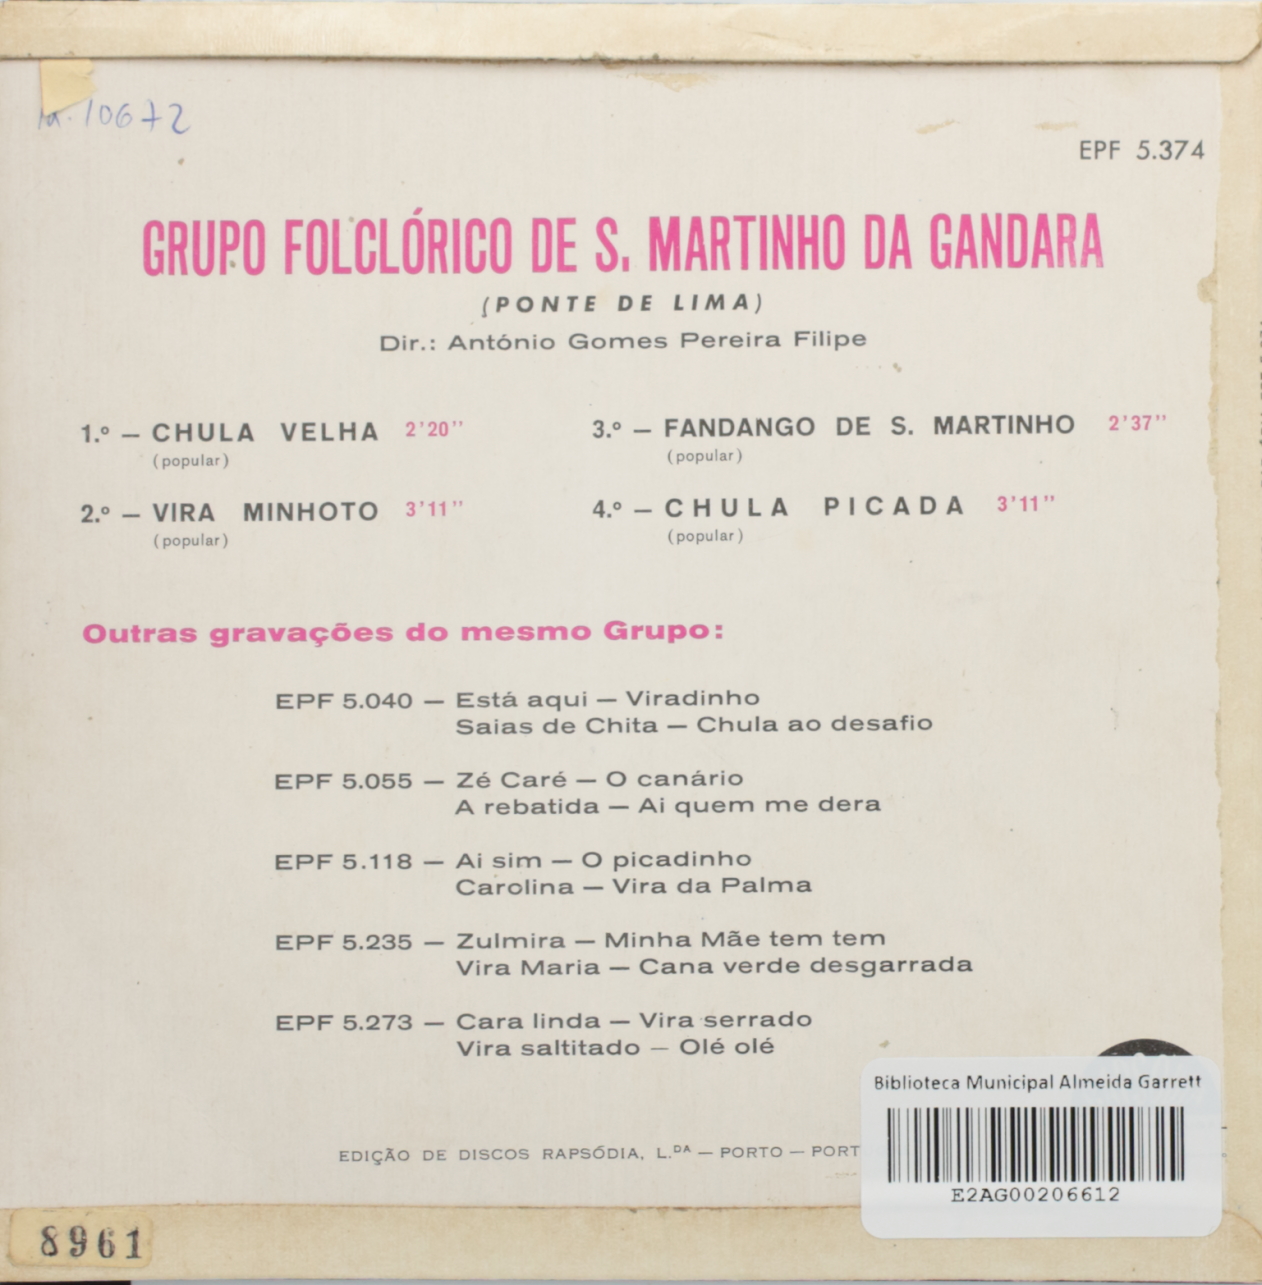 10672
EPF 5.374
GRUPO FOLCLÓRICO DE S. MARTINHO DA GANDARA
(PONTE DE LIMA)
Dir.: António Gomes Pereira Filipe
1.º — CHULA VELHA 2'20''
(popular)
2.º — VIRA MINHOTO 3'11''
(popular)
3.º — FANDANGO DE S. MARTINHO 2'37''
(popular)
4.º — CHULA PICADA 3'11''
(popular)
Outras gravações do mesmo Grupo:
EPF 5.040 — Está aqui — Viradinho
Saias de Chita — Chula ao desafio
EPF 5.055 — Zé Caré — O canário
A rebatida — Ai quem me dera
EPF 5.118 — Ai sim — O picadinho
Carolina — Vira da Palma
EPF 5.235 — Zulmira — Minha Mãe tem tem
Vira Maria — Cana verde desgarrada
EPF 5.273 — Cara linda — Vira serrado
Vira saltitado — Olé olé
EDIÇÃO DE DISCOS RAPSÓDIA, L.DA — PORTO — PORT
Biblioteca Municipal Almeida Garrett
E2AG00206612
8961